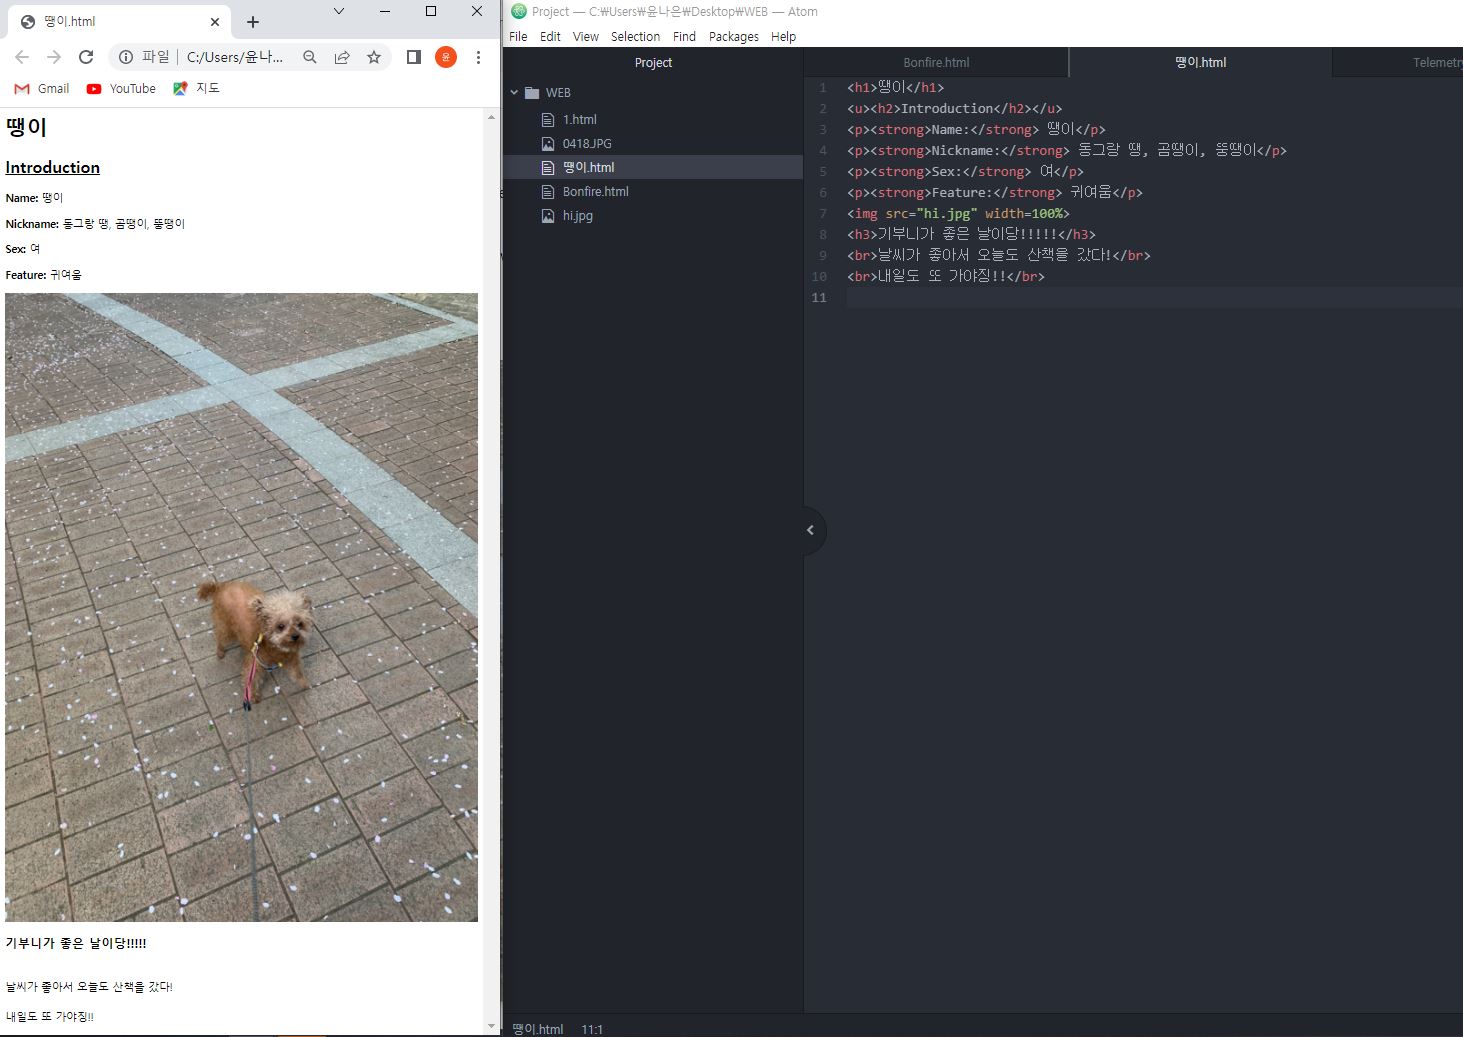 땡이.html
파일
C:/Users/윤나...
윤
Gmail
YouTube
지도
땡이
Introduction
Name: 땡이
Nickname: 동그랑 땡, 곰땡이, 뚱땡이
Sex: 여
Feature: 귀여움
기부니가 좋은 날이당!!!!!
날씨가 좋아서 오늘도 산책을 갔다!
내일도 또 가야징!!
Project — C:₩Users₩윤나은₩Desktop₩WEB — Atom
File Edit View Selection Find Packages Help
Project
WEB
1.html
0418.JPG
땡이.html
Bonfire.html
hi.jpg
Bonfire.html
땡이.html
Telemetry
1 <h1>땡이</h1>
2 <u><h2>Introduction</h2></u>
3 <p><strong>Name:</strong> 땡이</p>
4 <p><strong>Nickname:</strong> 동그랑 땡, 곰땡이, 뚱땡이</p>
5 <p><strong>Sex:</strong> 여</p>
6 <p><strong>Feature:</strong> 귀여움</p>
7 <img src="hi.jpg" width=100%>
8 <h3>기부니가 좋은 날이당!!!!!</h3>
9 <br>날씨가 좋아서 오늘도 산책을 갔다!</br>
10 <br>내일도 또 가야징!!</br>
11
땡이.html 11:1